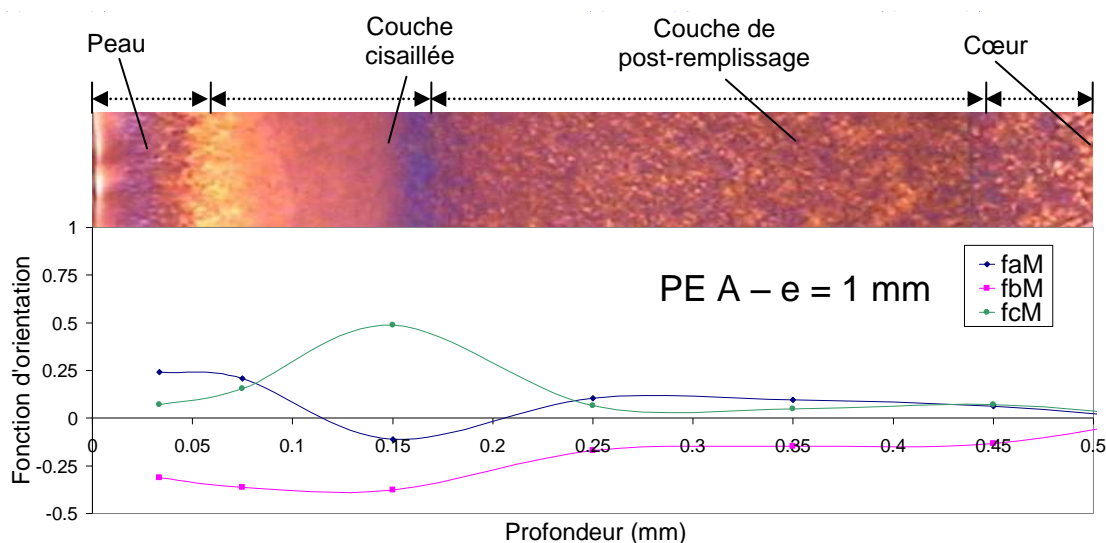 Peau
Couche
cisaillée
Couche de
post-remplissage
Cœur
1
0.75
0.5
0.25
0
-0.25
-0.5
Fonction d'orientation
PE A – e = 1 mm
faM
fbM
fcM
0 0.05 0.1 0.15 0.2 0.25 0.3 0.35 0.4 0.45 0.5
Profondeur (mm)